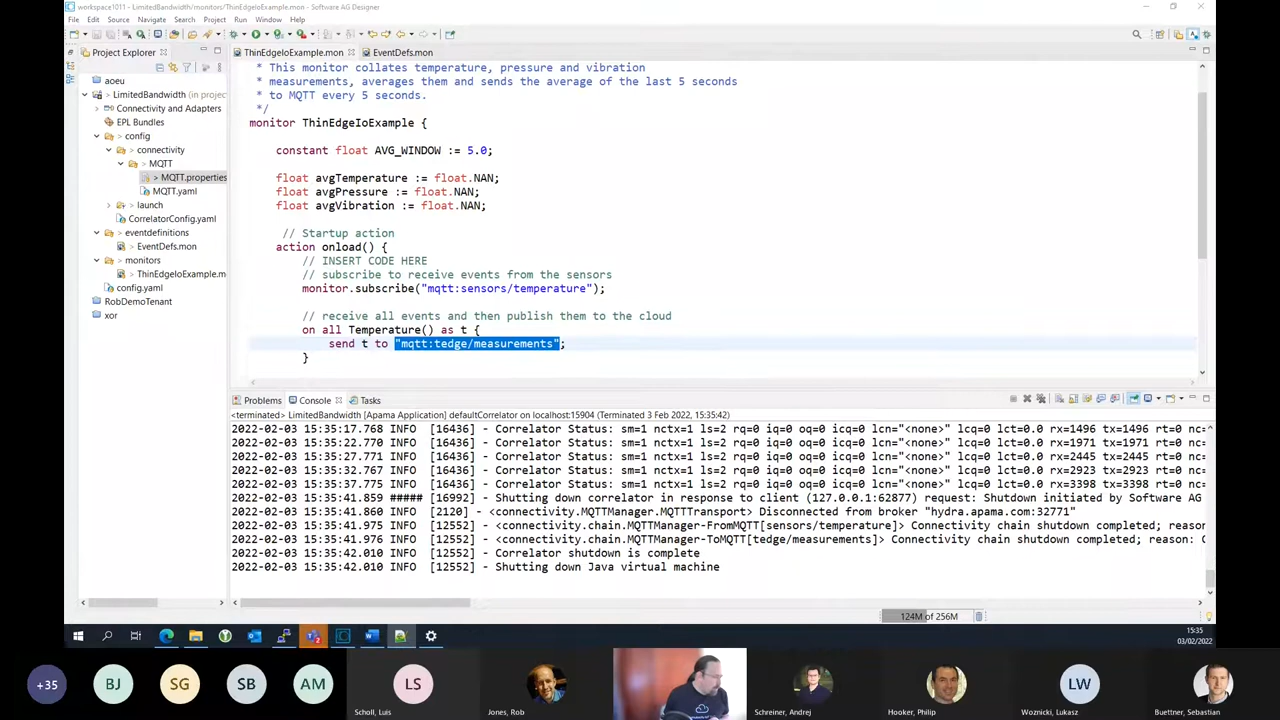 workspace1011 - LimitedBandwidth/monitors/ThinEdgeIoExample.mon - Software AG Designer
File Edit Source Navigate Search Project Run Window Help
Project Explorer
ThinEdgeIoExample.mon
EventDefs.mon
aoeu
LimitedBandwidth (in projec
Connectivity and Adapters
EPL Bundles
> config
connectivity
MQTT
> MQTT.properties
MQTT.yaml
launch
CorrelatorConfig.yaml
eventdefinitions
> EventDefs.mon
> monitors
> ThinEdgeIoExample.m
config.yaml
RobDemoTenant
xor
* This monitor collates temperature, pressure and vibration
* measurements, averages them and sends the average of the last 5 seconds
* to MQTT every 5 seconds.
*/
monitor ThinEdgeIoExample {
constant float AVG_WINDOW := 5.0;
float avgTemperature := float.NAN;
float avgPressure := float.NAN;
float avgVibration := float.NAN;
// Startup action
action onload() {
// INSERT CODE HERE
// subscribe to receive events from the sensors
monitor.subscribe("mqtt:sensors/temperature");
// receive all events and then publish them to the cloud
on all Temperature() as t {
send t to "mqtt:tedge/measurements";
}
Problems Console Tasks
<terminated> LimitedBandwidth [Apama Application] defaultCorrelator on localhost:15904 (Terminated 3 Feb 2022, 15:35:42)
2022-02-03 15:35:17.768 INFO [16436] - Correlator Status: sm=1 nctx=1 ls=2 rq=0 iq=0 oq=0 icq=0 lcn="<none>" lcq=0 lct=0.0 rx=1496 tx=1496 rt=0 nc=
2022-02-03 15:35:22.770 INFO [16436] - Correlator Status: sm=1 nctx=1 ls=2 rq=0 iq=0 oq=0 icq=0 lcn="<none>" lcq=0 lct=0.0 rx=1971 tx=1971 rt=0 nc=
2022-02-03 15:35:27.771 INFO [16436] - Correlator Status: sm=1 nctx=1 ls=2 rq=0 iq=0 oq=0 icq=0 lcn="<none>" lcq=0 lct=0.0 rx=2445 tx=2445 rt=0 nc=
2022-02-03 15:35:32.767 INFO [16436] - Correlator Status: sm=1 nctx=1 ls=2 rq=0 iq=0 oq=0 icq=0 lcn="<none>" lcq=0 lct=0.0 rx=2923 tx=2923 rt=0 nc=
2022-02-03 15:35:37.775 INFO [16436] - Correlator Status: sm=1 nctx=1 ls=2 rq=0 iq=0 oq=0 icq=0 lcn="<none>" lcq=0 lct=0.0 rx=3398 tx=3398 rt=0 nc=
2022-02-03 15:35:41.859 ##### [16992] - Shutting down correlator in response to client (127.0.0.1:62877) request: Shutdown initiated by Software AG
2022-02-03 15:35:41.860 INFO [2120] - <connectivity.MQTTManager.MQTTTransport> Disconnected from broker "hydra.apama.com:32771"
2022-02-03 15:35:41.975 INFO [12552] - <connectivity.chain.MQTTManager-FromMQTT[sensors/temperature]> Connectivity chain shutdown completed; reason
2022-02-03 15:35:41.976 INFO [12552] - <connectivity.chain.MQTTManager-ToMQTT[tedge/measurements]> Connectivity chain shutdown completed; reason: C
2022-02-03 15:35:42.010 INFO [12552] - Correlator shutdown is complete
2022-02-03 15:35:42.010 INFO [12552] - Shutting down Java virtual machine
124M of 256M
15:35
03/02/2022
+35 BJ SG SB AM LS LW
Scholl, Luis
Jones, Rob
Schreiner, Andrej
Hooker, Philip
Woznicki, Lukasz
Buettner, Sebastian